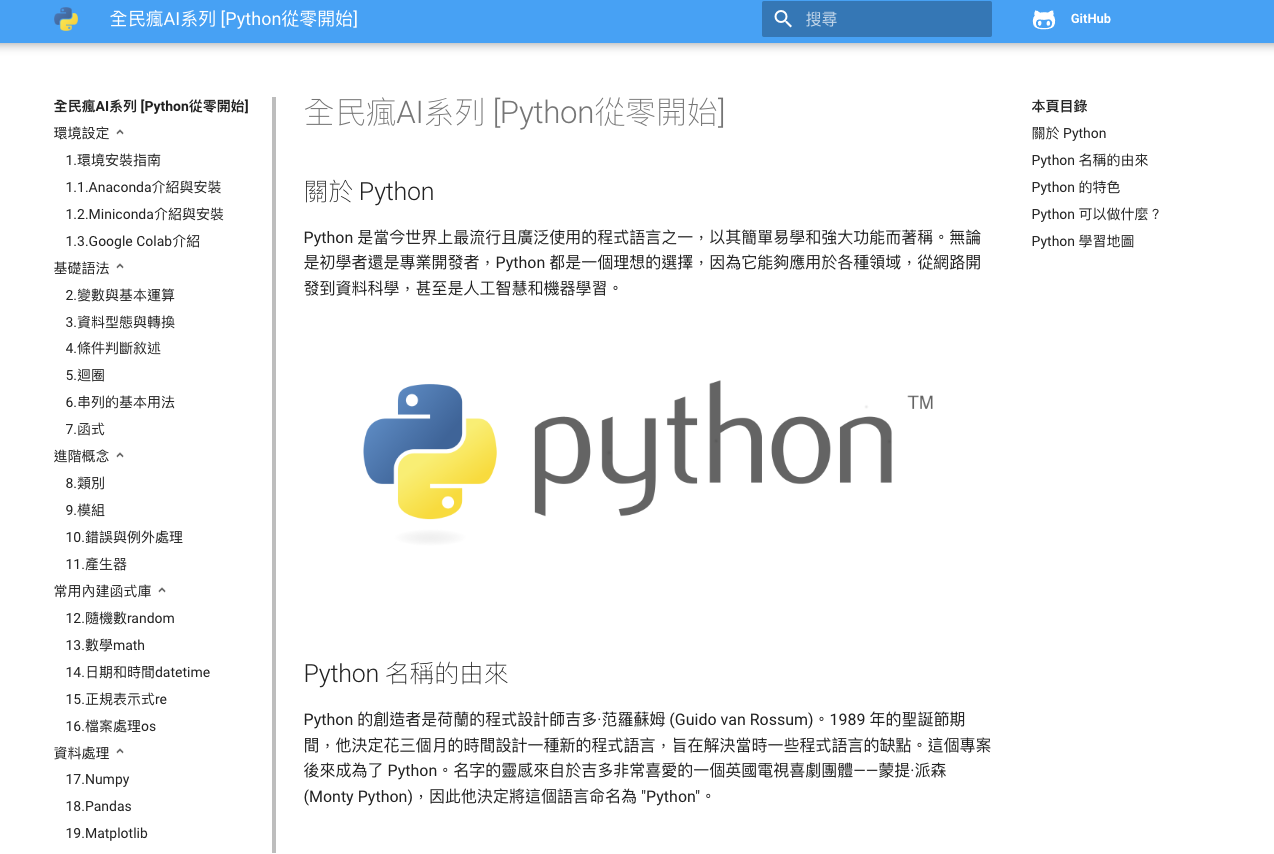 全民瘋AI系列 [Python從零開始]
搜尋
GitHub
全民瘋AI系列 [Python從零開始]
環境設定
1.環境安裝指南
1.1.Anaconda介紹與安裝
1.2.Miniconda介紹與安裝
1.3.Google Colab介紹
基礎語法
2.變數與基本運算
3.資料型態與轉換
4.條件判斷敘述
5.迴圈
6.串列的基本用法
7.函式
進階概念
8.類別
9.模組
10.錯誤與例外處理
11.產生器
常用內建函式庫
12.隨機數random
13.數學math
14.日期和時間datetime
15.正規表示式re
16.檔案處理os
資料處理
17.Numpy
18.Pandas
19.Matplotlib
全民瘋AI系列 [Python從零開始]
關於 Python
Python 是當今世界上最流行且廣泛使用的程式語言之一，以其簡單易學和強大功能而著稱。無論
是初學者還是專業開發者，Python 都是一個理想的選擇，因為它能夠應用於各種領域，從網路開
發到資料科學，甚至是人工智慧和機器學習。
python TM
Python 名稱的由來
Python 的創造者是荷蘭的程式設計師吉多·范羅蘇姆 (Guido van Rossum)。1989 年的聖誕節期
間，他決定花三個月的時間設計一種新的程式語言，旨在解決當時一些程式語言的缺點。這個專案
後來成為了 Python。名字的靈感來自於吉多非常喜愛的一個英國電視喜劇團體——蒙提·派森
(Monty Python)，因此他決定將這個語言命名為 "Python"。
本頁目錄
關於 Python
Python 名稱的由來
Python 的特色
Python 可以做什麼？
Python 學習地圖